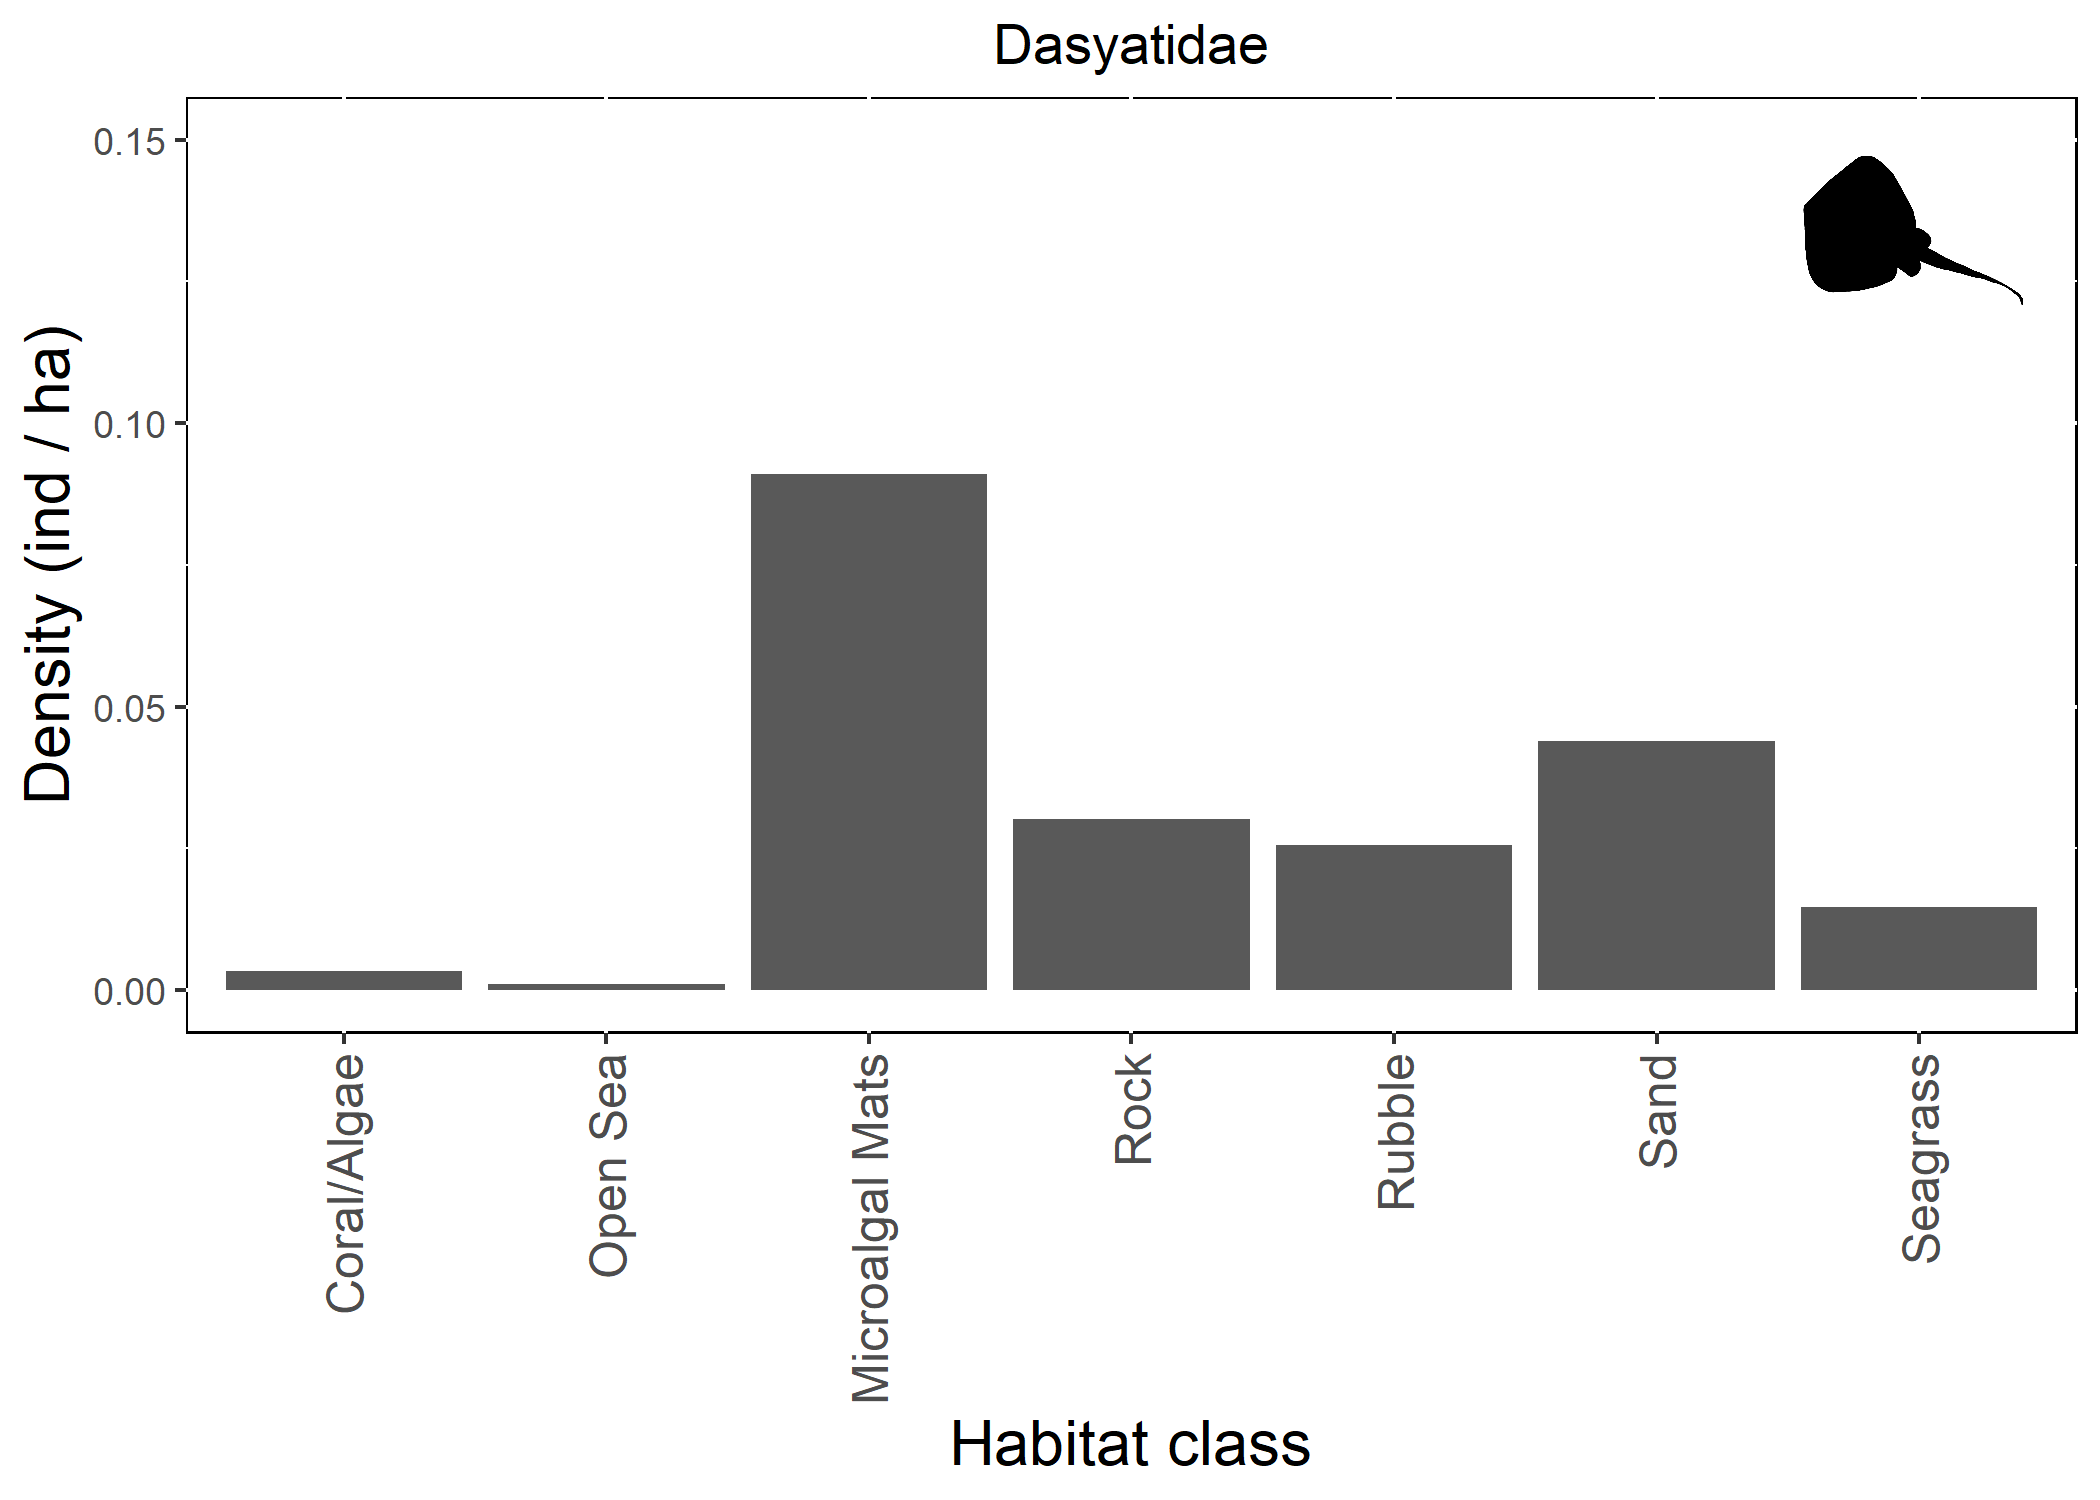 Dasyatidae
Density (ind / ha)
0.15
0.10
0.05
0.00
Coral/Algae
Open Sea
Microalgal Mats
Rock
Rubble
Sand
Seagrass
Habitat class